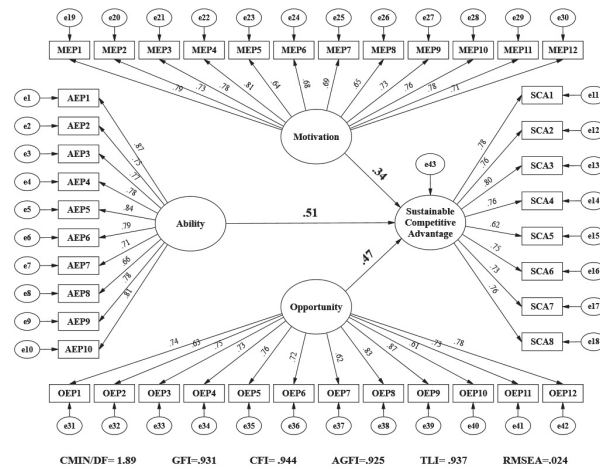 e19 e20 e21 e22 e23 e24 e25 e26 e27 e28 e29 e30
MEP1 MEP2 MEP3 MEP4 MEP5 MEP6 MEP7 MEP8 MEP9 MEP10 MEP11 MEP12
.79 .73 .78 .81 .64 .68 .69 .65 .73 .76 .78 .71
Motivation
e1 AEP1
e2 AEP2
e3 AEP3
e4 AEP4
e5 AEP5
e6 AEP6
e7 AEP7
e8 AEP8
e9 AEP9
e10 AEP10
.87
.75
.77
.78
.84
.79
.71
.66
.78
.81
Ability
.34
.51
.47
e43
Sustainable
Competitive
Advantage
.78
.76
.80
.76
.62
.75
.73
.76
SCA1 e11
SCA2 e12
SCA3 e13
SCA4 e14
SCA5 e15
SCA6 e16
SCA7 e17
SCA8 e18
Opportunity
.74 .63 .75 .73 .76 .72 .62 .83 .87 .61 .73 .78
OEP1 OEP2 OEP3 OEP4 OEP5 OEP6 OEP7 OEP8 OEP9 OEP10 OEP11 OEP12
e31 e32 e33 e34 e35 e36 e37 e38 e39 e40 e41 e42
CMIN/DF= 1.89 GFI=.931 CFI= .944 AGFI=.925 TLI= .937 RMSEA=.024